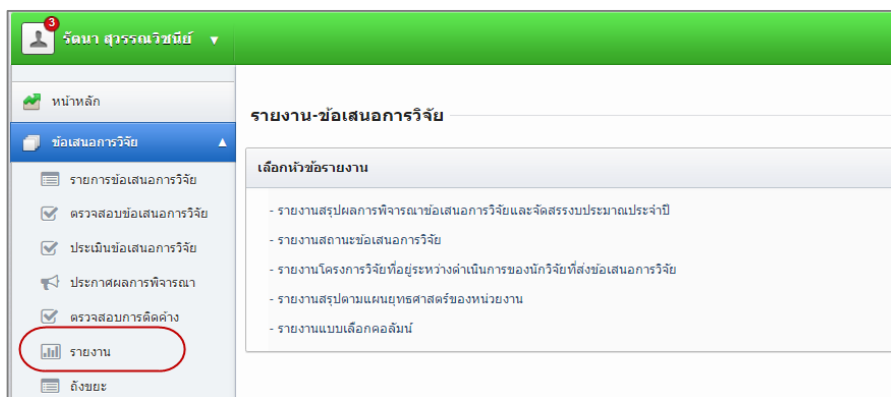 3
รัตนา สุวรรณวิชนีย์
หน้าหลัก
ข้อเสนอการวิจัย
รายการข้อเสนอการวิจัย
ตรวจสอบข้อเสนอการวิจัย
ประเมินข้อเสนอการวิจัย
ประกาศผลการพิจารณา
ตรวจสอบการติดค้าง
รายงาน
ถังขยะ
รายงาน-ข้อเสนอการวิจัย
เลือกหัวข้อรายงาน
- รายงานสรุปผลการพิจารณาข้อเสนอการวิจัยและจัดสรรงบประมาณประจำปี
- รายงานสถานะข้อเสนอการวิจัย
- รายงานโครงการวิจัยที่อยู่ระหว่างดำเนินการของนักวิจัยที่ส่งข้อเสนอการวิจัย
- รายงานสรุปตามแผนยุทธศาสตร์ของหน่วยงาน
- รายงานแบบเลือกคอลัมน์